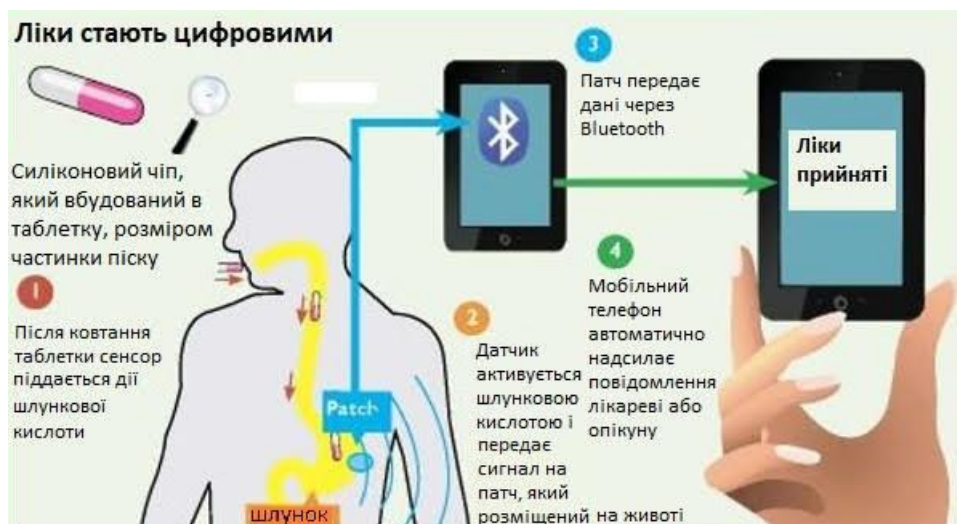 Ліки стають цифровими
Силіконовий чіп,
який вбудований в
таблетку, розміром
частинки піску
1
Після ковтання
таблетки сенсор
піддається дії
шлункової
кислоти
Patch
шлунок
2
Датчик
активується
шлунковою
кислотою і
передає
сигнал на
патч, який
розміщений на животі
3
Патч передає
дані через
Bluetooth
4
Мобільний
телефон
автоматично
надсилає
повідомлення
лікареві або
опікуну
Ліки
прийняті